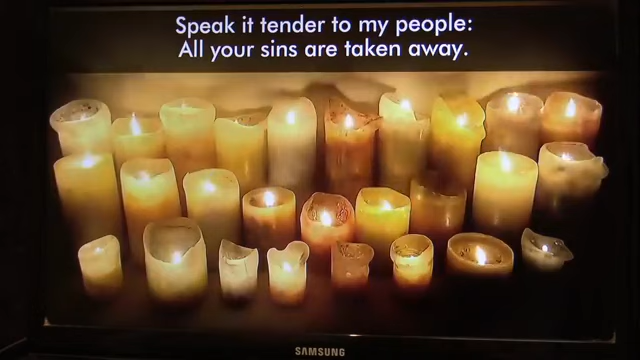 Speak it tender to my people:
All your sins are taken away.
SAMSUNG